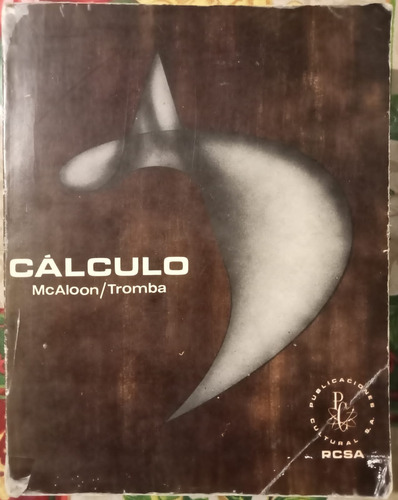 CÁLCULO
McAloon/Tromba
PUBLICACIONES
CULTURAL S.A.
PC
RCSA